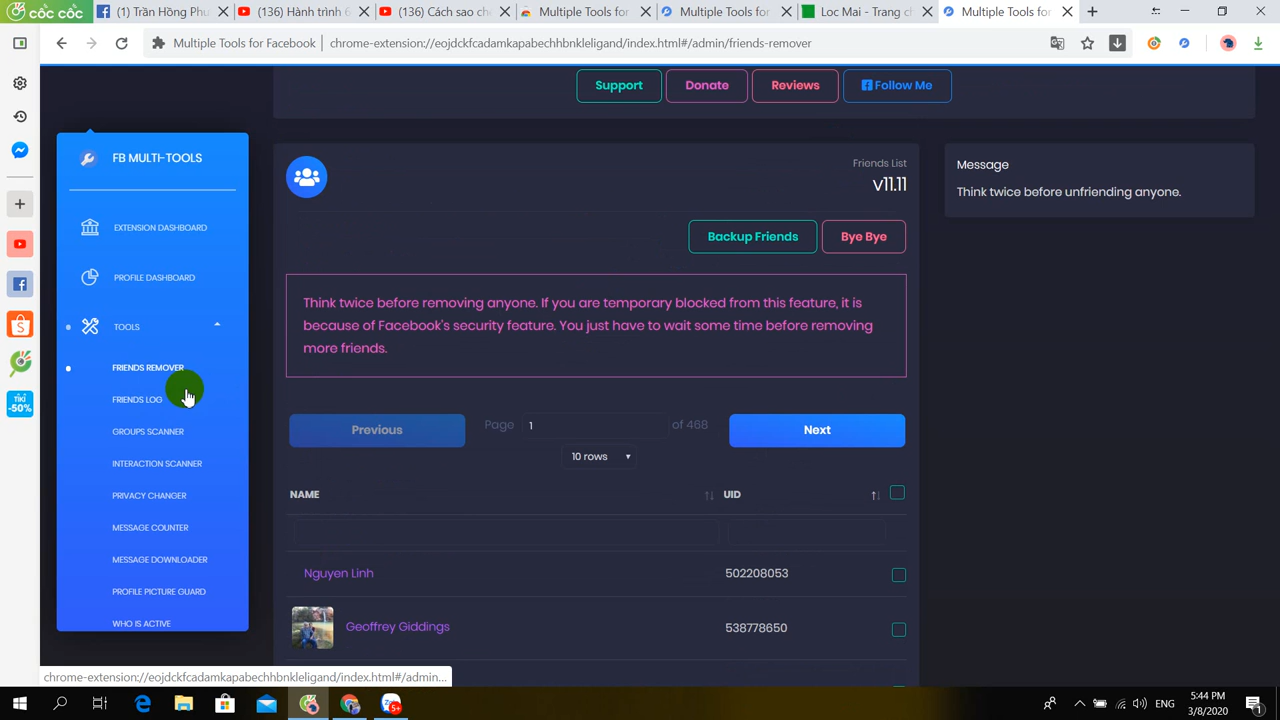 cốc cốc
(1) Trần Hồng Phu
(136) Hành trình 6
(136) Cách
Multiple Tools for
Multiple Tools for
Loc Mai - Trang ch
Multiple Tools for
Multiple Tools for Facebook
chrome-extension://eojdckfcadamkapabechhbnkleligand/index.html#/admin/friends-remover
Support
Donate
Reviews
Follow Me
FB MULTI-TOOLS
EXTENSION DASHBOARD
PROFILE DASHBOARD
TOOLS
FRIENDS REMOVER
FRIENDS LOG
GROUPS SCANNER
INTERACTION SCANNER
PRIVACY CHANGER
MESSAGE COUNTER
MESSAGE DOWNLOADER
PROFILE PICTURE GUARD
WHO IS ACTIVE
Friends List
v11.11
Backup Friends
Bye Bye
Think twice before removing anyone. If you are temporary blocked from this feature, it is
because of Facebook's security feature. You just have to wait some time before removing
more friends.
Previous
Page 1 of 468
Next
10 rows
NAME
UID
Nguyen Linh
502208053
Geoffrey Giddings
538778650
Message
Think twice before unfriending anyone.
TIKI
-50%
chrome-extension://eojdckfcadamkapabechhbnkleligand/index.html#/admin...
5+
ENG
5:44 PM
3/8/2020
1